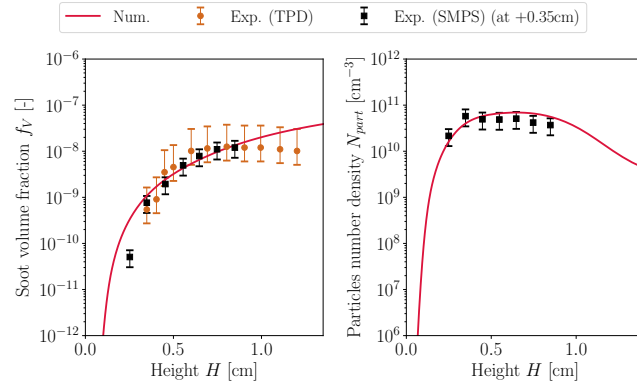 Num. Exp. (TPD) Exp. (SMPS) (at +0.35cm)
Soot volume fraction f_V [-]
10^{-6}
10^{-7}
10^{-8}
10^{-9}
10^{-10}
10^{-11}
10^{-12}
0.0 0.5 1.0
Height H [cm]
Particles number density N_{part} [cm^{-3}]
10^{12}
10^{11}
10^{10}
10^{9}
10^{8}
10^{7}
10^{6}
0.0 0.5 1.0
Height H [cm]